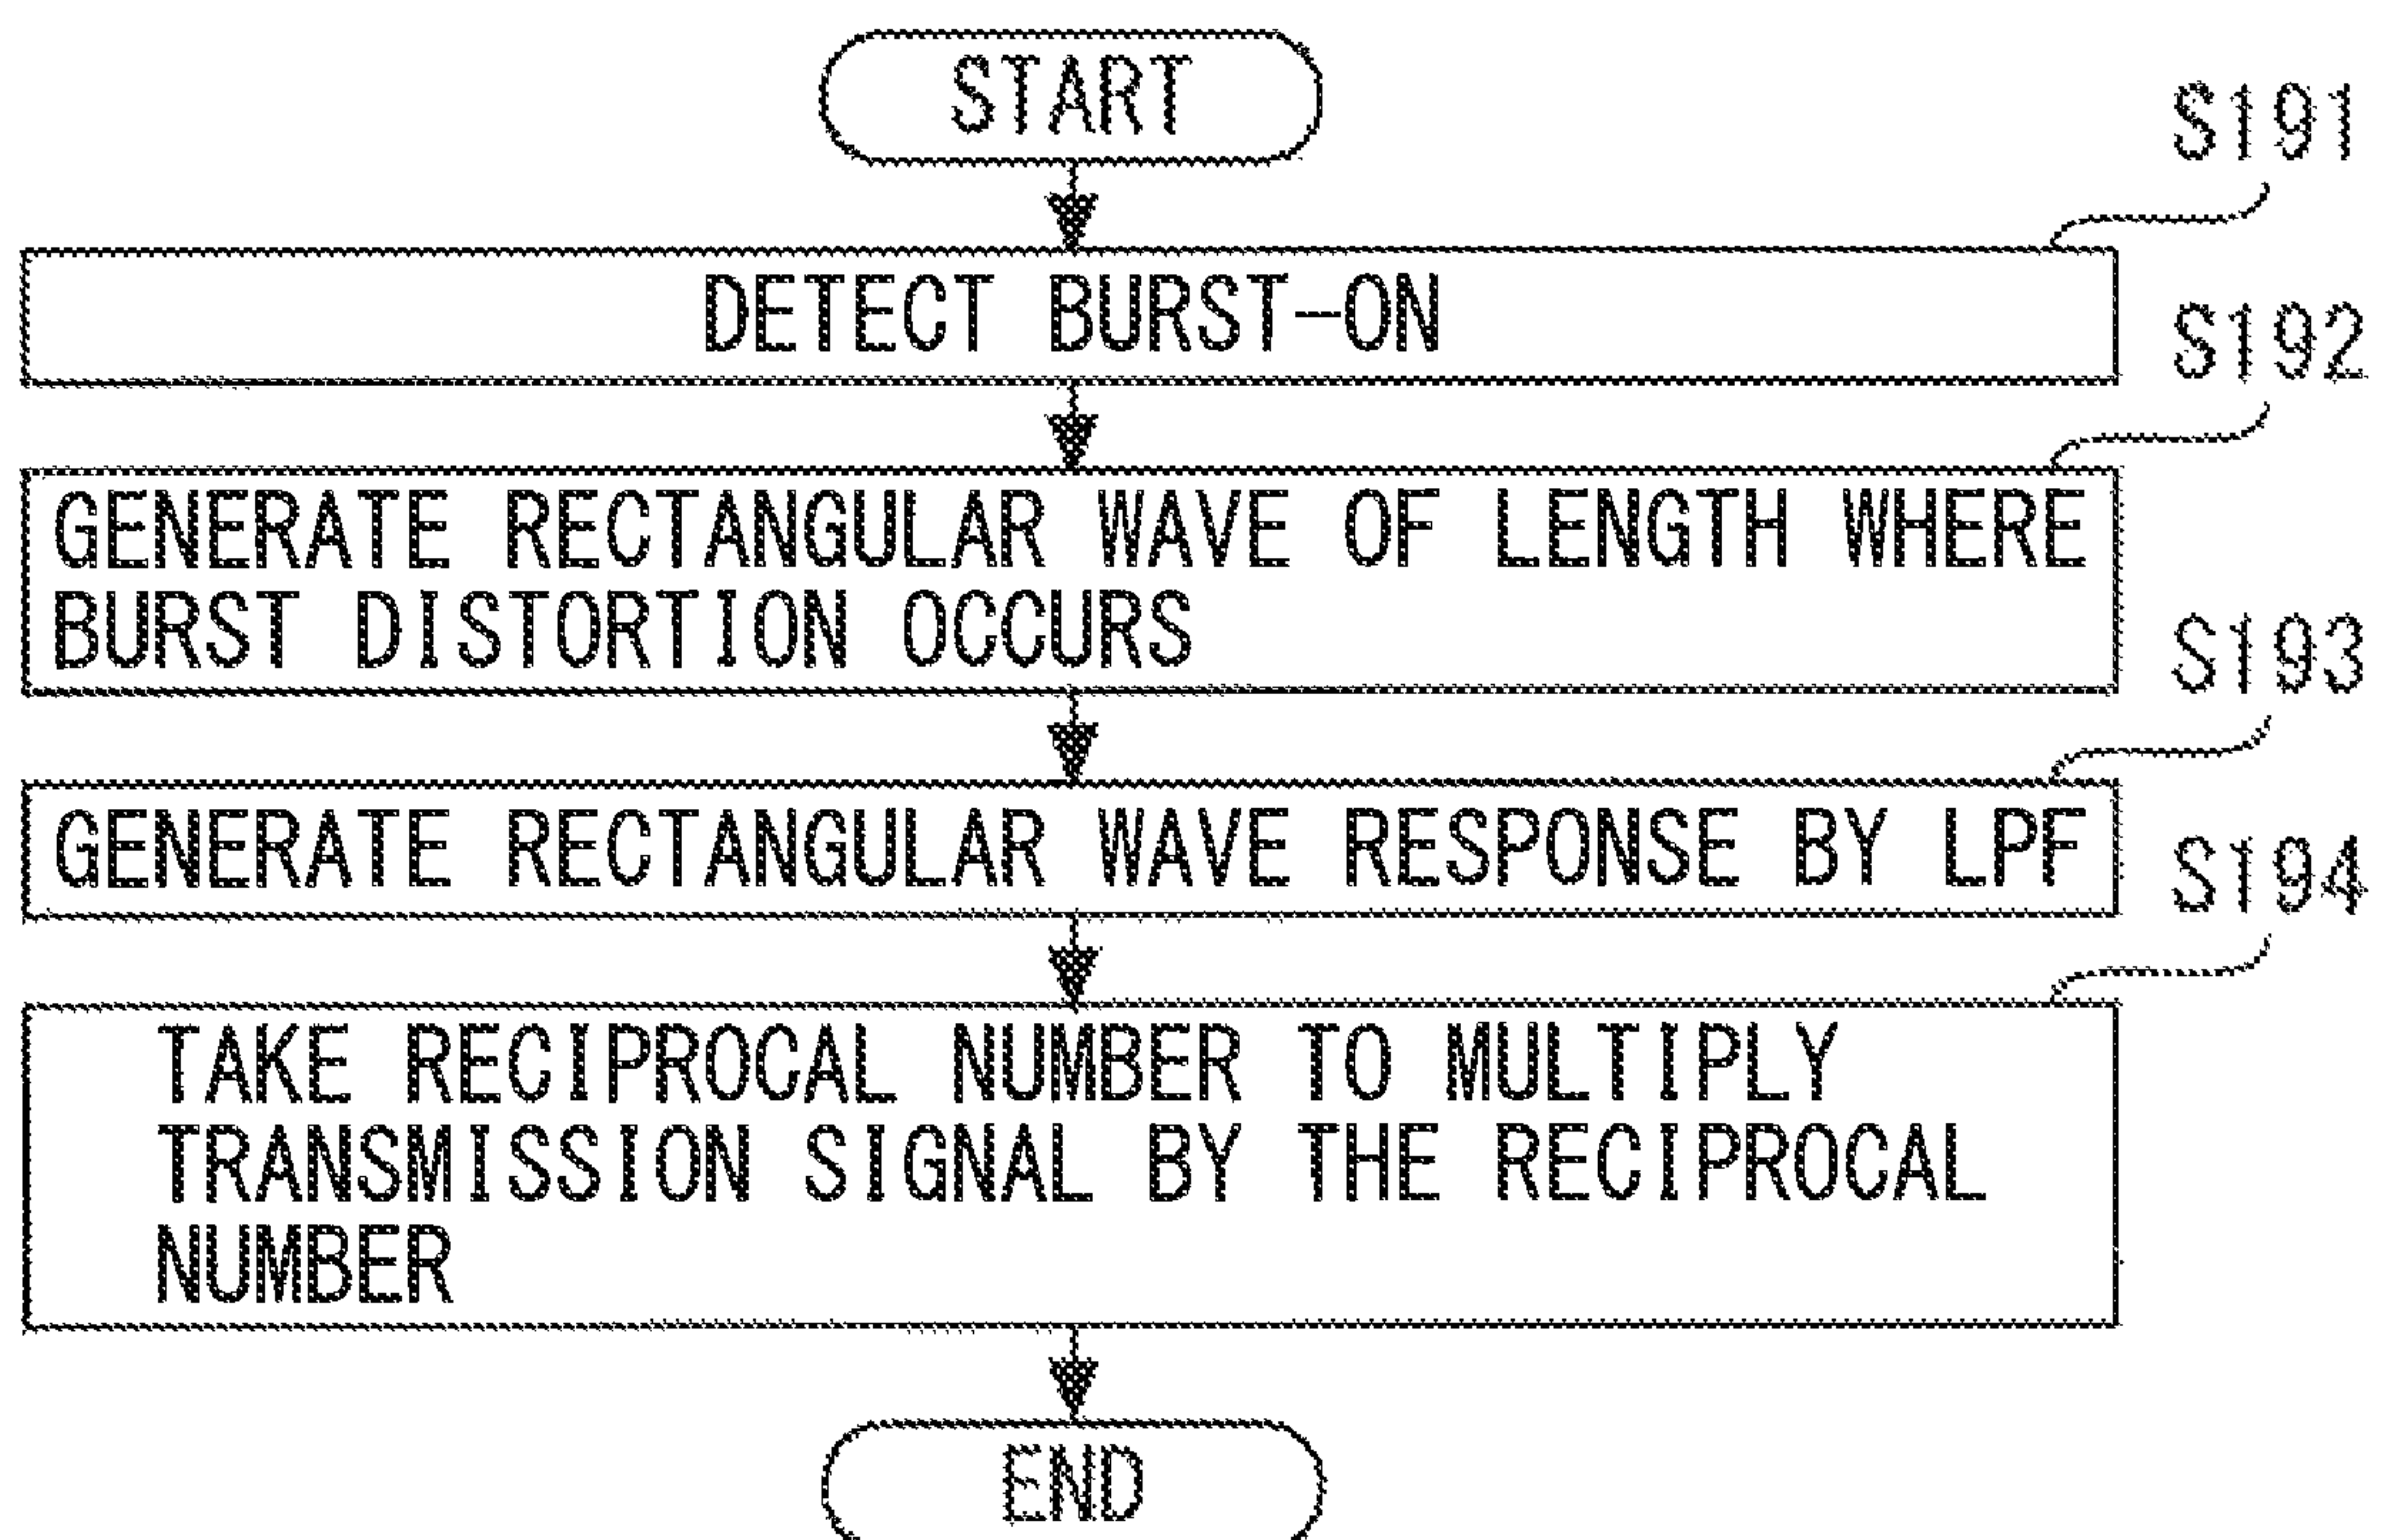 START
S191
DETECT BURST-ON
S192
GENERATE RECTANGULAR WAVE OF LENGTH WHERE
BURST DISTORTION OCCURS
S193
GENERATE RECTANGULAR WAVE RESPONSE BY LPF
S194
TAKE RECIPROCAL NUMBER TO MULTIPLY
TRANSMISSION SIGNAL BY THE RECIPROCAL
NUMBER
END